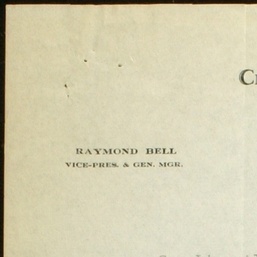 RAYMOND BELL
VICE-PRES. & GEN. MGR.